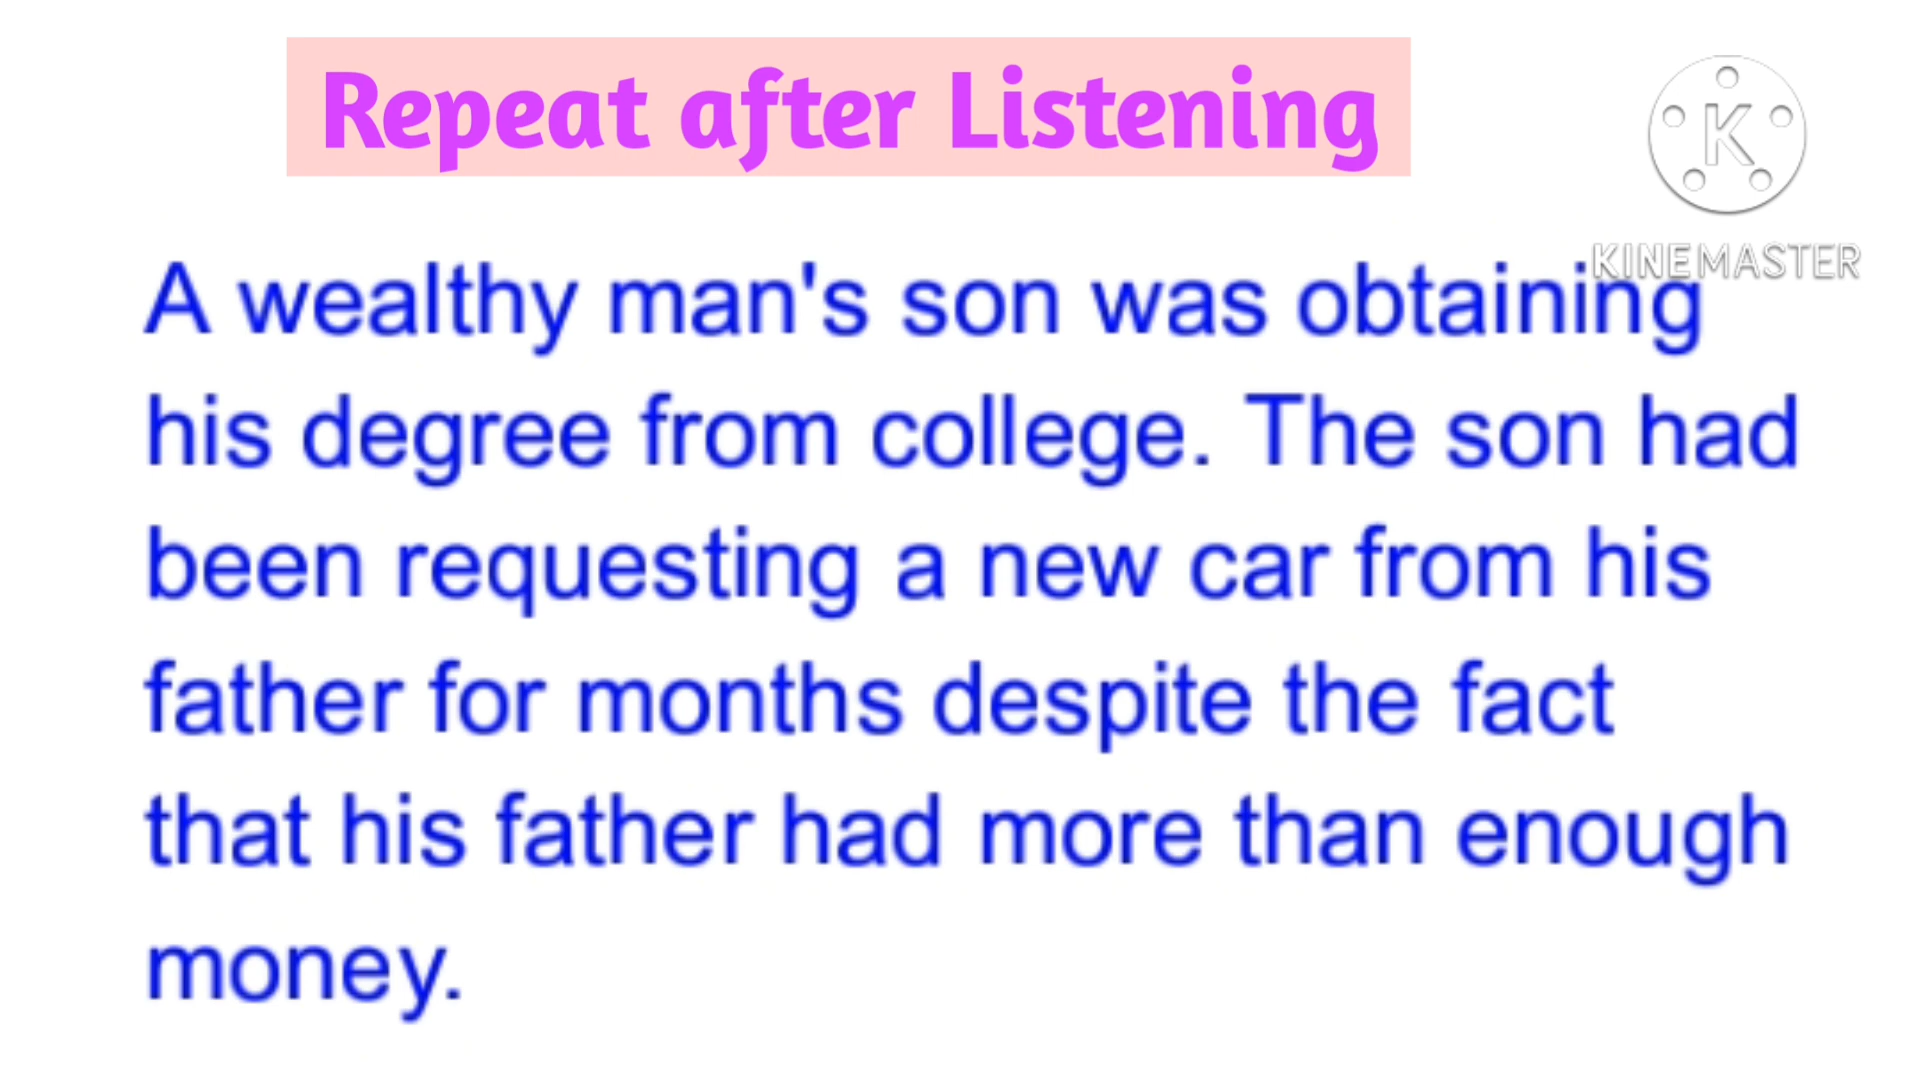 Repeat after Listening
K
KINEMASTER
A wealthy man's son was obtaining
his degree from college. The son had
been requesting a new car from his
father for months despite the fact
that his father had more than enough
money.